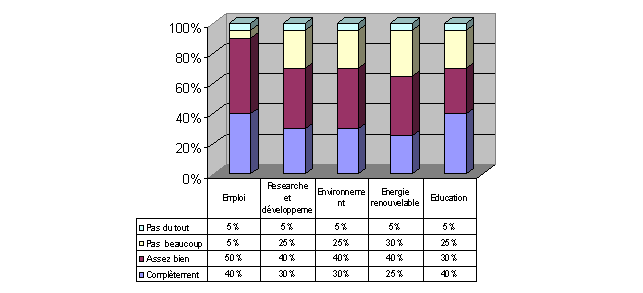 100%
80%
60%
40%
20%
0%
Emploi
Researche
et
développeme
Environneme
nt
Energie
renouvelable
Education
Pas du tout 5% 5% 5% 5% 5%
Pas beaucoup 5% 25% 25% 30% 25%
Assez bien 50% 40% 40% 40% 30%
Complètement 40% 30% 30% 25% 40%